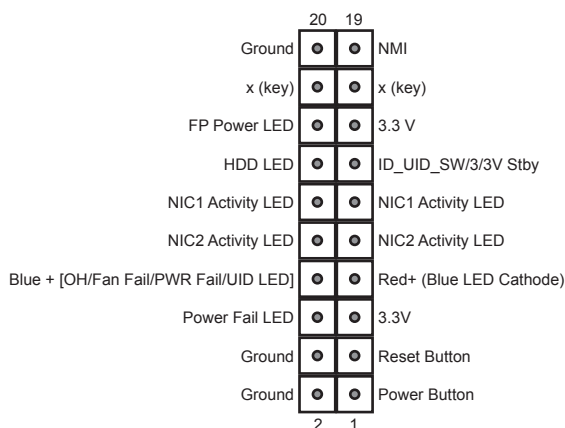 20 19
Ground NMI
x (key) x (key)
FP Power LED 3.3 V
HDD LED ID_UID_SW/3/3V Stby
NIC1 Activity LED NIC1 Activity LED
NIC2 Activity LED NIC2 Activity LED
Blue + [OH/Fan Fail/PWR Fail/UID LED] Red+ (Blue LED Cathode)
Power Fail LED 3.3V
Ground Reset Button
Ground Power Button
2 1